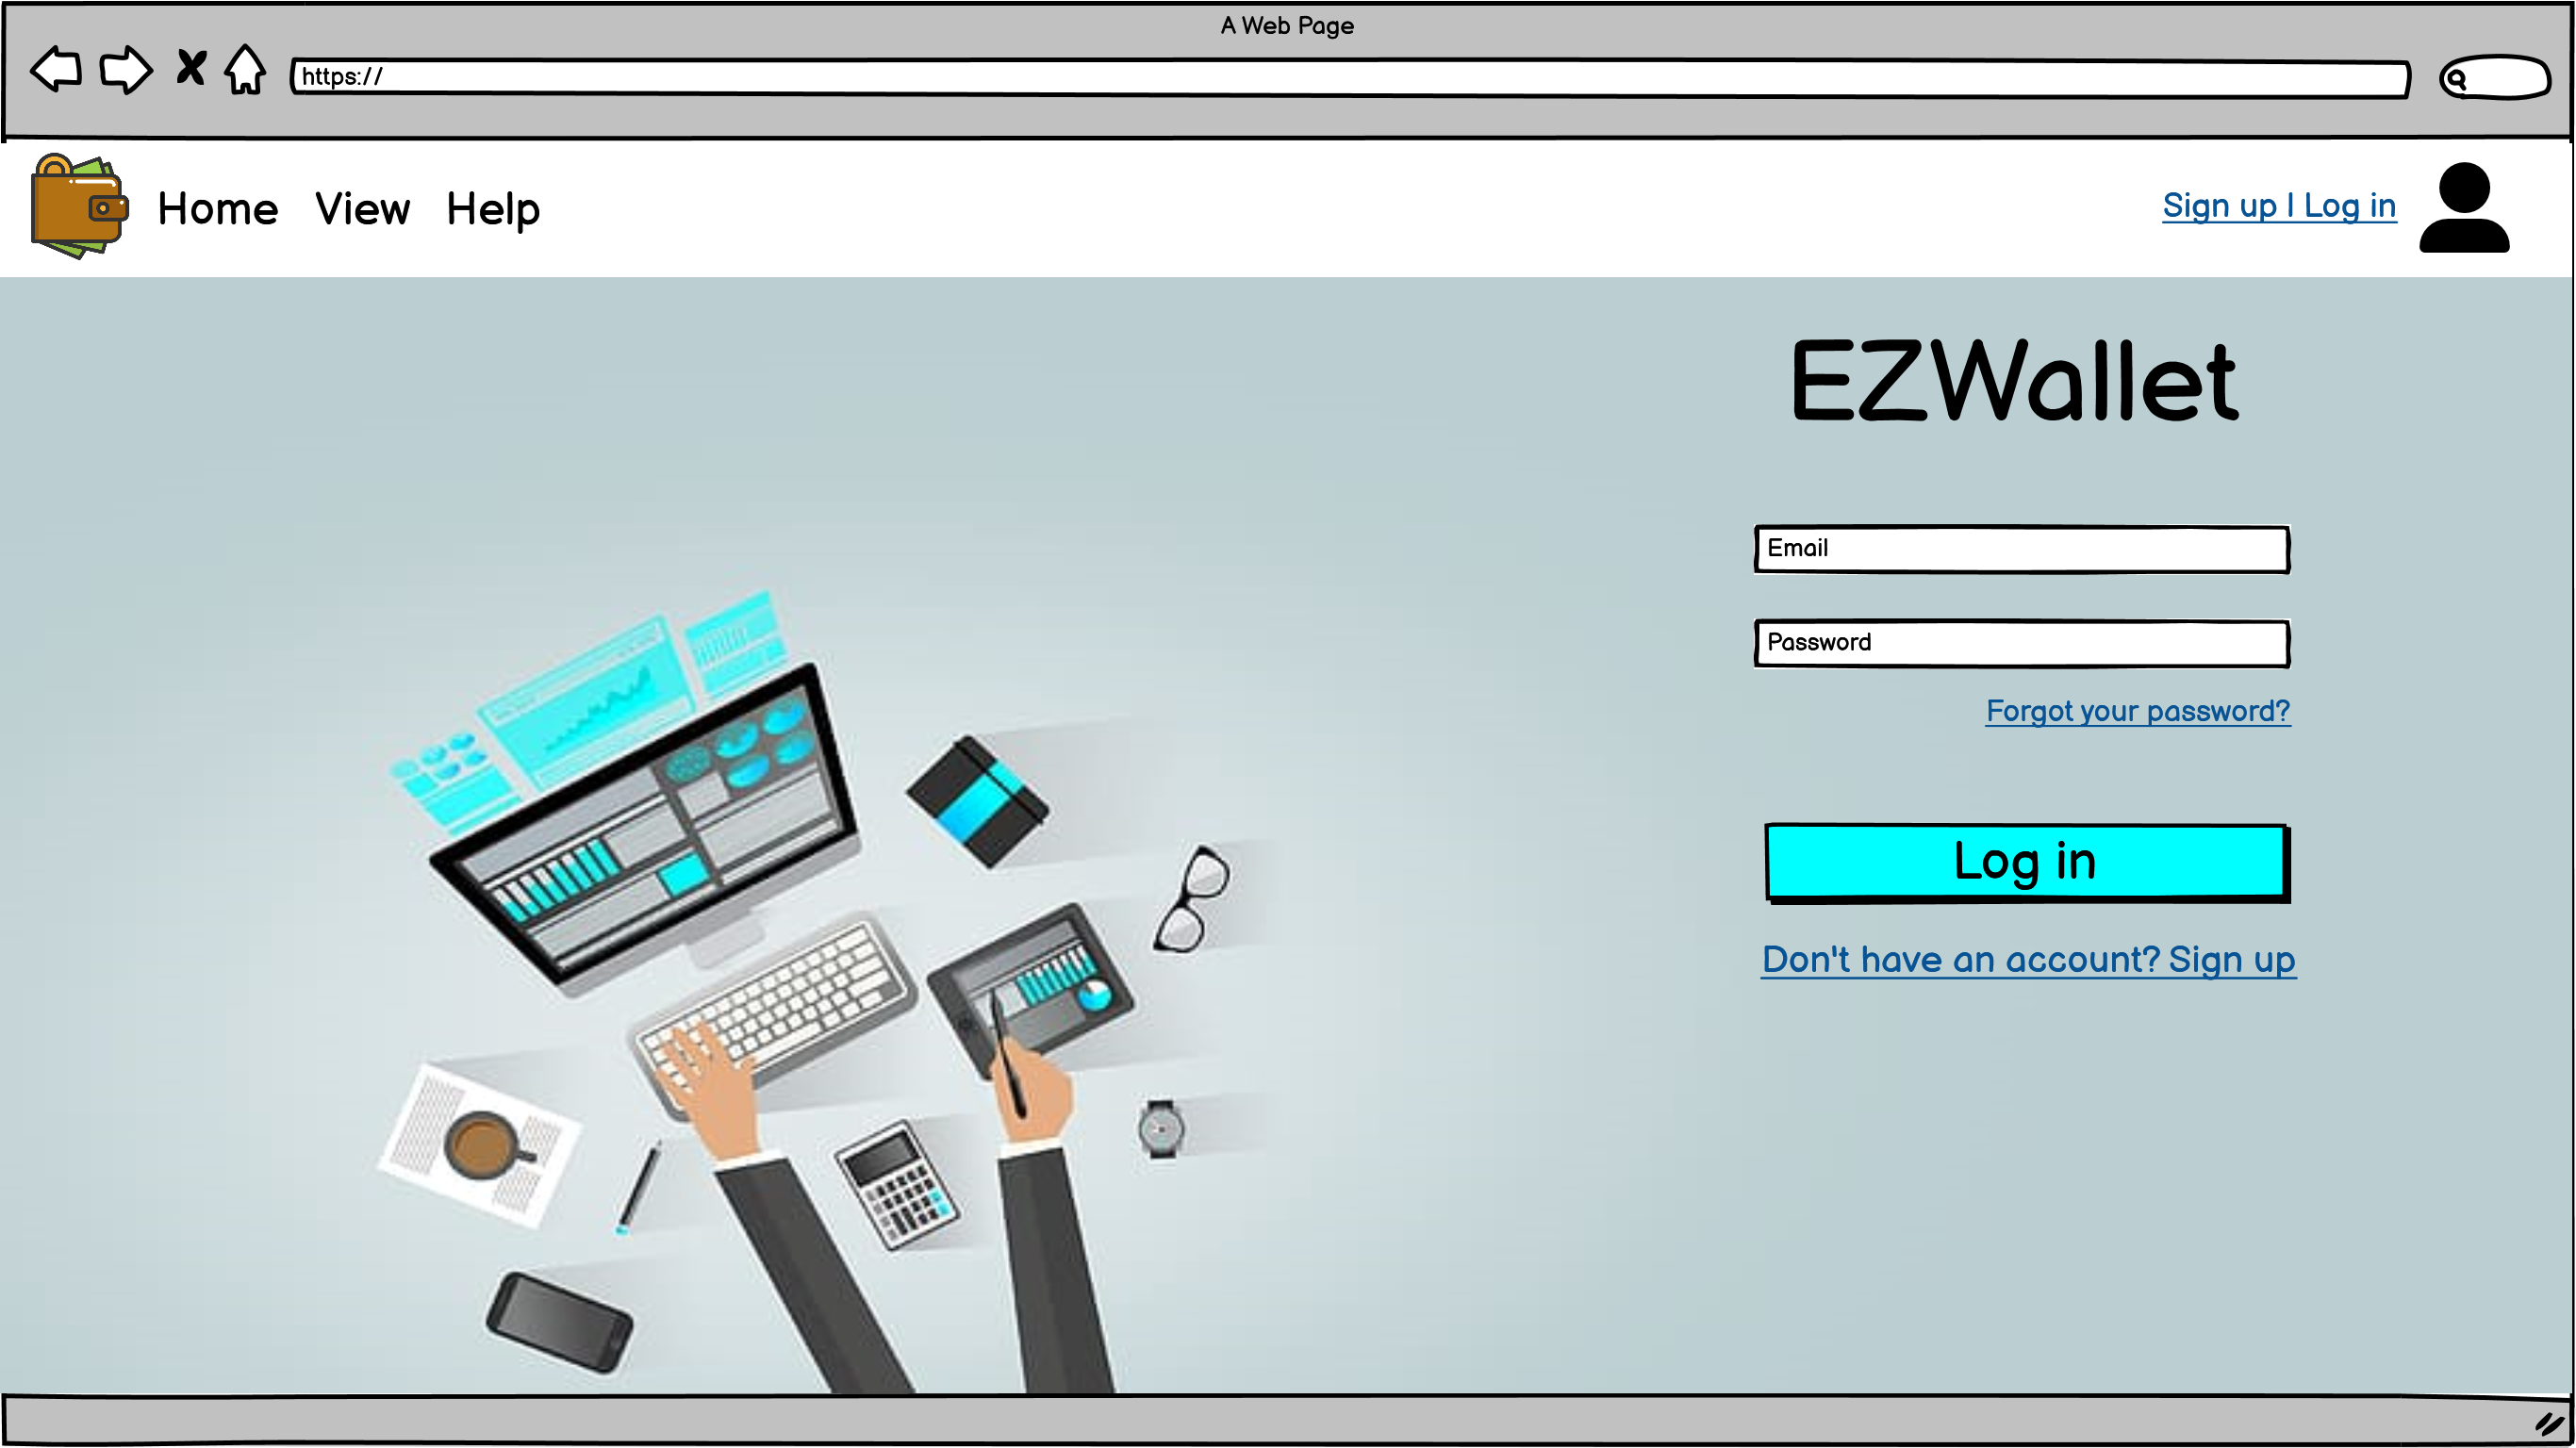 A Web Page
https://
Home View Help
Sign up | Log in
EZWallet
Email
Password
Forgot your password?
Log in
Don't have an account? Sign up